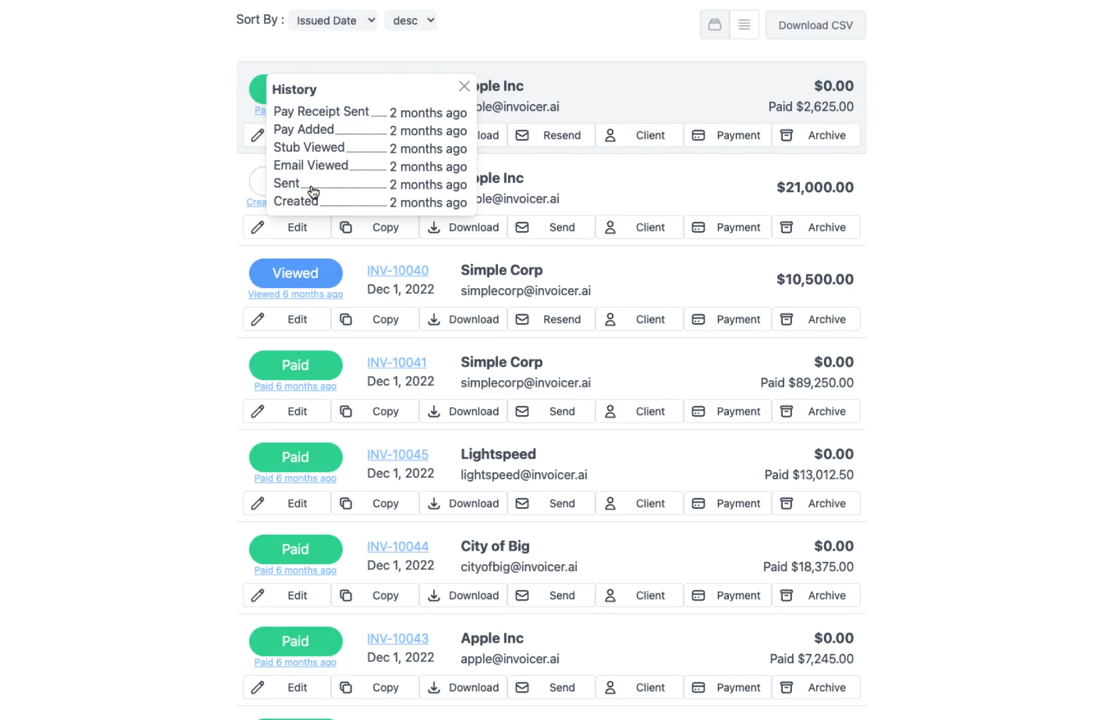 Sort By : Issued Date desc Download CSV
History
Pay Receipt Sent 2 months ago
Pay Added 2 months ago
Stub Viewed 2 months ago
Email Viewed 2 months ago
Sent 2 months ago
Created 2 months ago
ple Inc $0.00
ple@invoicer.ai Paid $2,625.00
load Resend Client Payment Archive
ple Inc $21,000.00
ple@invoicer.ai
Edit Copy Download Send Client Payment Archive
Viewed INV-10040 Simple Corp $10,500.00
Viewed 6 months ago Dec 1, 2022 simplecorp@invoicer.ai
Edit Copy Download Resend Client Payment Archive
Paid INV-10041 Simple Corp $0.00
Paid 6 months ago Dec 1, 2022 simplecorp@invoicer.ai Paid $89,250.00
Edit Copy Download Send Client Payment Archive
Paid INV-10045 Lightspeed $0.00
Paid 6 months ago Dec 1, 2022 lightspeed@invoicer.ai Paid $13,012.50
Edit Copy Download Send Client Payment Archive
Paid INV-10044 City of Big $0.00
Paid 6 months ago Dec 1, 2022 cityofbig@invoicer.ai Paid $18,375.00
Edit Copy Download Send Client Payment Archive
Paid INV-10043 Apple Inc $0.00
Paid 6 months ago Dec 1, 2022 apple@invoicer.ai Paid $7,245.00
Edit Copy Download Send Client Payment Archive